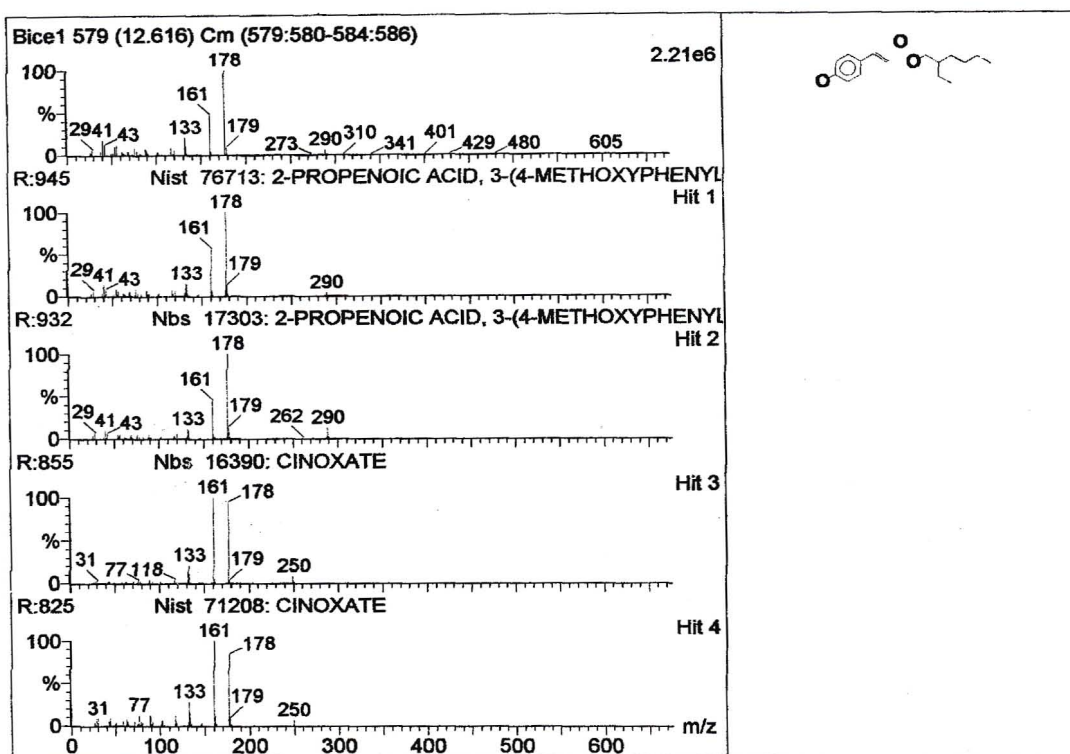 Bice1 579 (12.616) Cm (579:580-584:586)
2.21e6
100
%
0
29 41 43 133 161 178 179 273 290 310 341 401 429 480 605
R:945 Nist 76713: 2-PROPENOIC ACID, 3-(4-METHOXYPHENYL
Hit 1
100
%
0
29 41 43 133 161 178 179 290
R:932 Nbs 17303: 2-PROPENOIC ACID, 3-(4-METHOXYPHENYL
Hit 2
100
%
0
29 41 43 133 161 178 179 262 290
R:855 Nbs 16390: CINOXATE
Hit 3
100
%
0
31 77 118 133 161 178 179 250
R:825 Nist 71208: CINOXATE
Hit 4
100
%
0
31 77 133 161 178 179 250
m/z
0 100 200 300 400 500 600
O
O
O